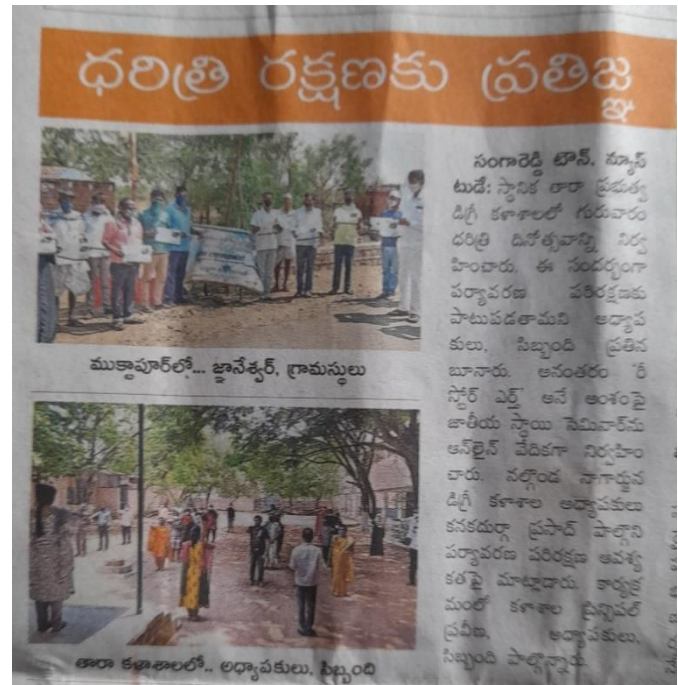 ధరిత్రి రక్షణకు ప్రతిజ్ఞ
ముక్టాపూర్‌లో... జ్ఞానేశ్వర్, గ్రామస్థులు
తారా కళాశాలలో.. అధ్యాపకులు, సిబ్బంది
సంగారెడ్డి టౌన్, న్యూస్
టుడే: స్థానిక తారా ప్రభుత్వ
డిగ్రీ కళాశాలలో గురువారం
ధరిత్రి దినోత్సవాన్ని నిర్వ
హించారు. ఈ సందర్భంగా
పర్యావరణ పరిరక్షణకు
పాటుపడతామని అధ్యాప
కులు, సిబ్బంది ప్రతిన
బూనారు. అనంతరం 'రీ
స్టోర్ ఎర్త్' అనే అంశంపై
జాతీయ స్థాయి సెమినార్‌ను
ఆన్‌లైన్ వేదికగా నిర్వహిం
చారు. నల్గొండ నాగార్జున
డిగ్రీ కళాశాల అధ్యాపకులు
కనకదుర్గా ప్రసాద్ పాల్గొని
పర్యావరణ పరిరక్షణ ఆవశ్య
కతపై మాట్లాడారు. కార్యక్ర
మంలో కళాశాల ప్రిన్సిపల్
ప్రవీణ, అధ్యాపకులు,
సిబ్బంది పాల్గొన్నారు.